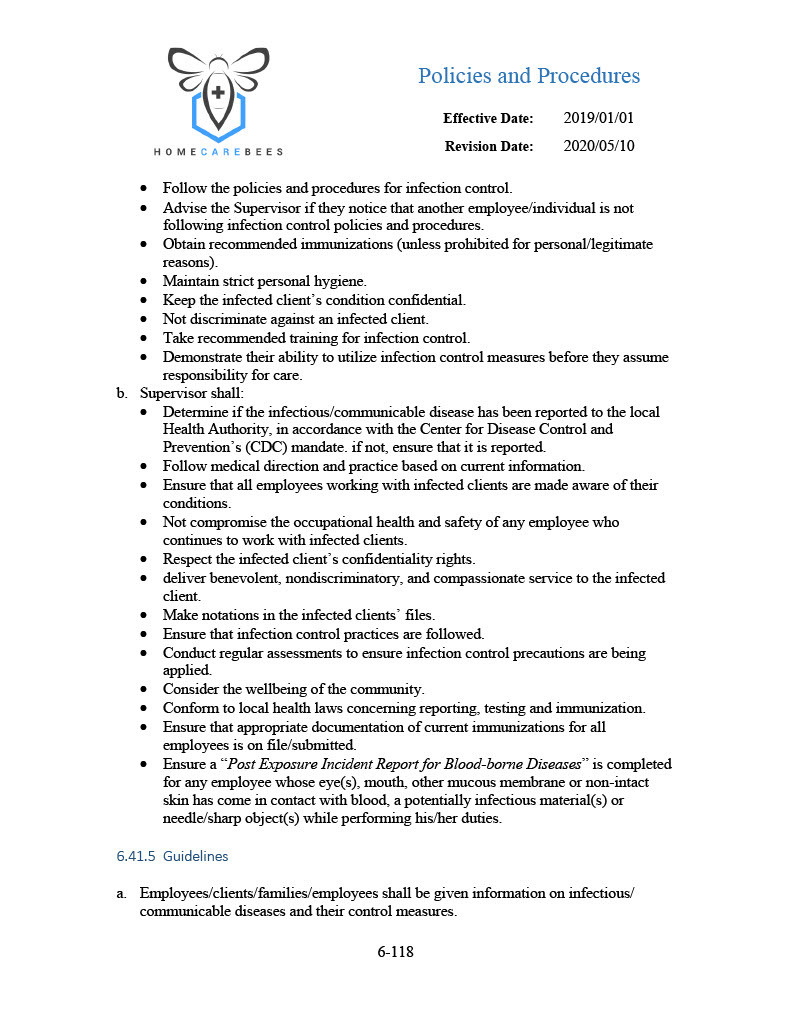 Policies and Procedures
Effective Date: 2019/01/01
Revision Date: 2020/05/10
HOMECAREBEES
• Follow the policies and procedures for infection control.
• Advise the Supervisor if they notice that another employee/individual is not
following infection control policies and procedures.
• Obtain recommended immunizations (unless prohibited for personal/legitimate
reasons).
• Maintain strict personal hygiene.
• Keep the infected client’s condition confidential.
• Not discriminate against an infected client.
• Take recommended training for infection control.
• Demonstrate their ability to utilize infection control measures before they assume
responsibility for care.
b. Supervisor shall:
• Determine if the infectious/communicable disease has been reported to the local
Health Authority, in accordance with the Center for Disease Control and
Prevention’s (CDC) mandate. if not, ensure that it is reported.
• Follow medical direction and practice based on current information.
• Ensure that all employees working with infected clients are made aware of their
conditions.
• Not compromise the occupational health and safety of any employee who
continues to work with infected clients.
• Respect the infected client’s confidentiality rights.
• deliver benevolent, nondiscriminatory, and compassionate service to the infected
client.
• Make notations in the infected clients’ files.
• Ensure that infection control practices are followed.
• Conduct regular assessments to ensure infection control precautions are being
applied.
• Consider the wellbeing of the community.
• Conform to local health laws concerning reporting, testing and immunization.
• Ensure that appropriate documentation of current immunizations for all
employees is on file/submitted.
• Ensure a “Post Exposure Incident Report for Blood-borne Diseases” is completed
for any employee whose eye(s), mouth, other mucous membrane or non-intact
skin has come in contact with blood, a potentially infectious material(s) or
needle/sharp object(s) while performing his/her duties.
6.41.5 Guidelines
a. Employees/clients/families/employees shall be given information on infectious/
communicable diseases and their control measures.
6-118